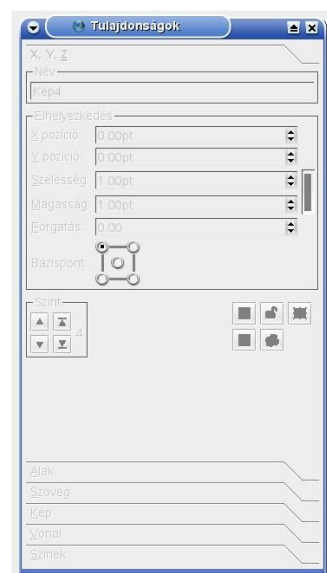 Tulajdonságok
X, Y, Z
Név
Kép4
Elhelyezkedés
X pozíció: 0.00pt
Y pozíció: 0.00pt
Szélesség: 1.00pt
Magasság: 1.00pt
Forgatás: 0.00
Bázispont:
Szint
4
Alak
Szöveg
Kép
Vonal
Színek